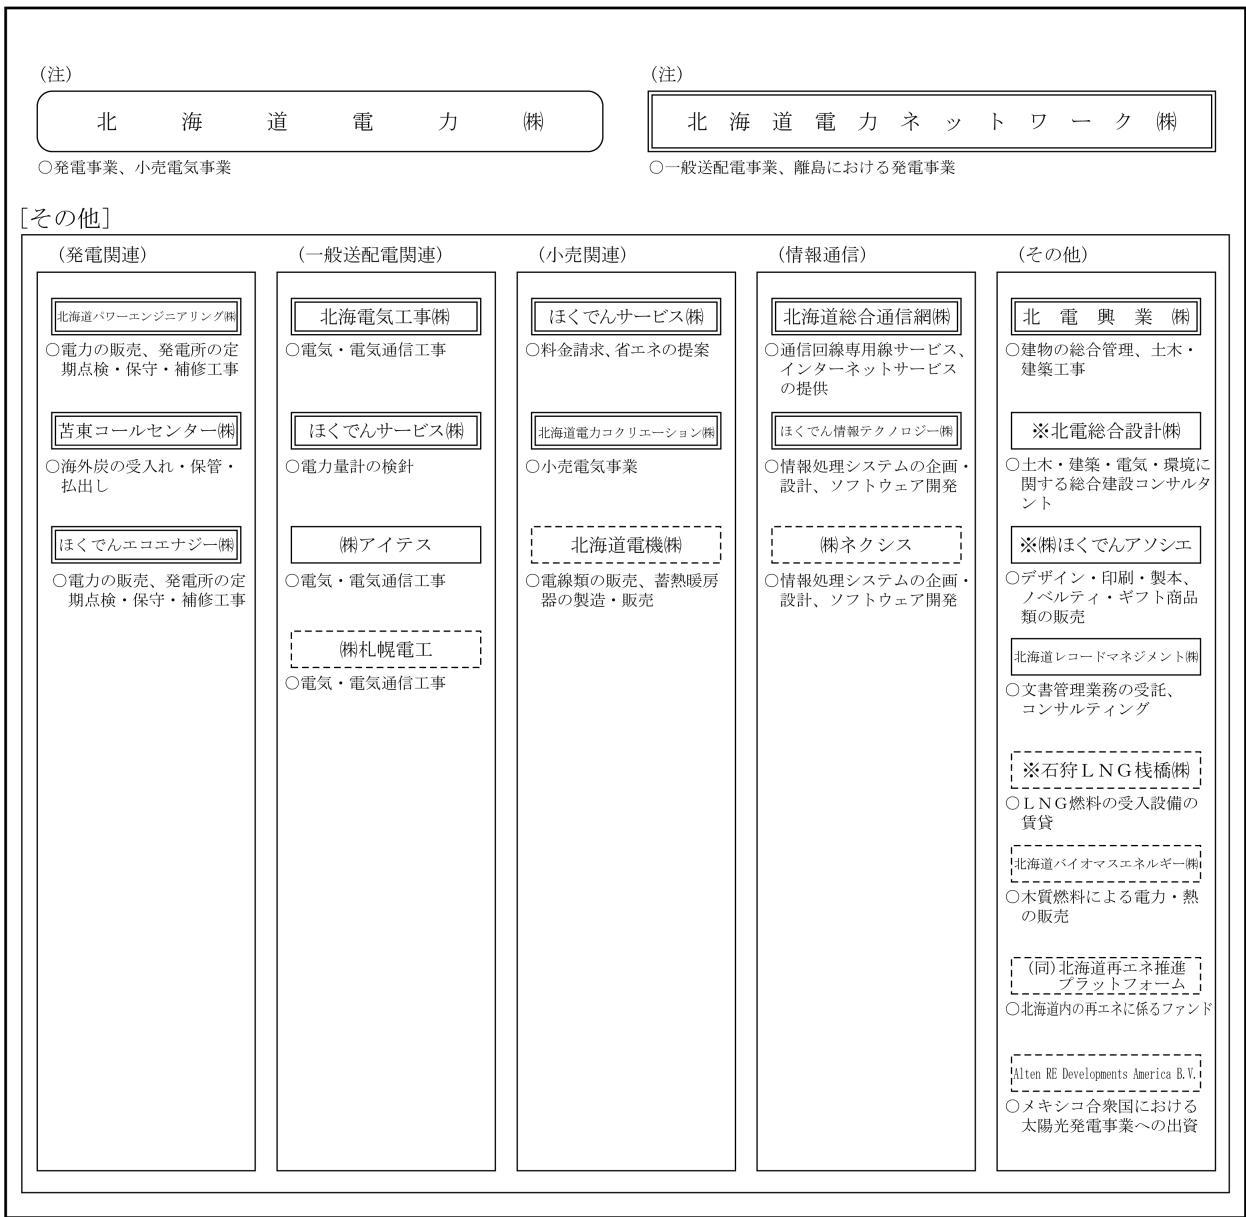 (注)
北海道電力㈱
○発電事業、小売電気事業
(注)
北海道電力ネットワーク㈱
○一般送配電事業、離島における発電事業
[その他]
(発電関連)
北海道パワーエンジニアリング㈱
○電力の販売、発電所の定
期点検・保守・補修工事
苫東コールセンター㈱
○海外炭の受入れ・保管・
払出し
ほくでんエコエナジー㈱
○電力の販売、発電所の定
期点検・保守・補修工事
(一般送配電関連)
北海電気工事㈱
○電気・電気通信工事
ほくでんサービス㈱
○電力量計の検針
㈱アイテス
○電気・電気通信工事
㈱札幌電工
○電気・電気通信工事
(小売関連)
ほくでんサービス㈱
○料金請求、省エネの提案
北海道電力コクリエーション㈱
○小売電気事業
北海道電機㈱
○電線類の販売、蓄熱暖房
器の製造・販売
(情報通信)
北海道総合通信網㈱
○通信回線専用線サービス、
インターネットサービス
の提供
ほくでん情報テクノロジー㈱
○情報処理システムの企画・
設計、ソフトウェア開発
㈱ネクシス
○情報処理システムの企画・
設計、ソフトウェア開発
(その他)
北電興業㈱
○建物の総合管理、土木・
建築工事
※北電総合設計㈱
○土木・建築・電気・環境に
関する総合建設コンサルタ
ント
※㈱ほくでんアソシエ
○デザイン・印刷・製本、
ノベルティ・ギフト商品
類の販売
北海道レコードマネジメント㈱
○文書管理業務の受託、
コンサルティング
※石狩LNG桟橋㈱
○LNG燃料の受入設備の
賃貸
北海道バイオマスエネルギー㈱
○木質燃料による電力・熱
の販売
(同)北海道再エネ推進
プラットフォーム
○北海道内の再エネに係るファンド
Alten RE Developments America B.V.
○メキシコ合衆国における
太陽光発電事業への出資